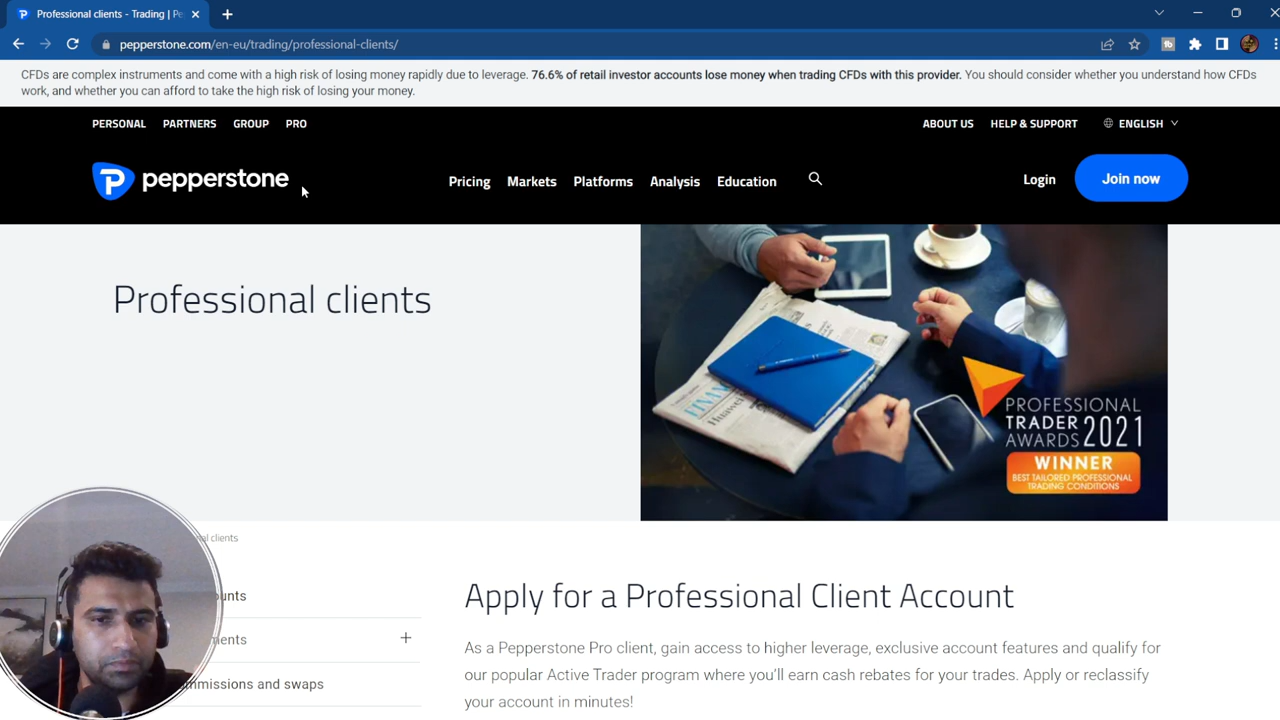 Professional clients - Trading | Pe
pepperstone.com/en-eu/trading/professional-clients/
CFDs are complex instruments and come with a high risk of losing money rapidly due to leverage. 76.6% of retail investor accounts lose money when trading CFDs with this provider. You should consider whether you understand how CFDs
work, and whether you can afford to take the high risk of losing your money.
PERSONAL PARTNERS GROUP PRO
ABOUT US HELP & SUPPORT ENGLISH
pepperstone
Pricing Markets Platforms Analysis Education
Login Join now
Professional clients
PROFESSIONAL
TRADER
AWARDS 2021
WINNER
BEST TAILORED PROFESSIONAL
TRADING CONDITIONS
Huawei
clients
Apply for a Professional Client Account
As a Pepperstone Pro client, gain access to higher leverage, exclusive account features and qualify for
our popular Active Trader program where you'll earn cash rebates for your trades. Apply or reclassify
your account in minutes!
and swaps